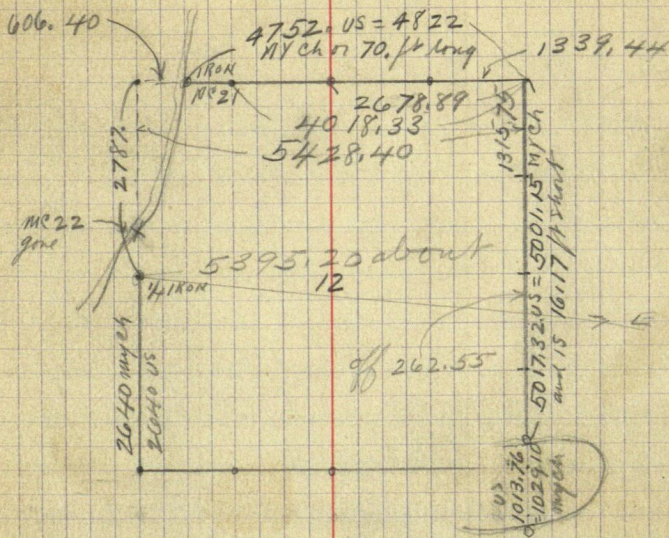 606.40
4752. US = 4822
MY Ch or 70. ft long
1339.44
IRON
MC21
2678.89
4018.33
5428.40
1315.75
2787.
MC 22
gone
5395.20 about
1/4 IRON
12
off 262.55
2640 my ch
2640 US
5017.32 US = 5001.15 MY Ch
and is 16.17 ft short
US
1013.76
=1029.10
my ch